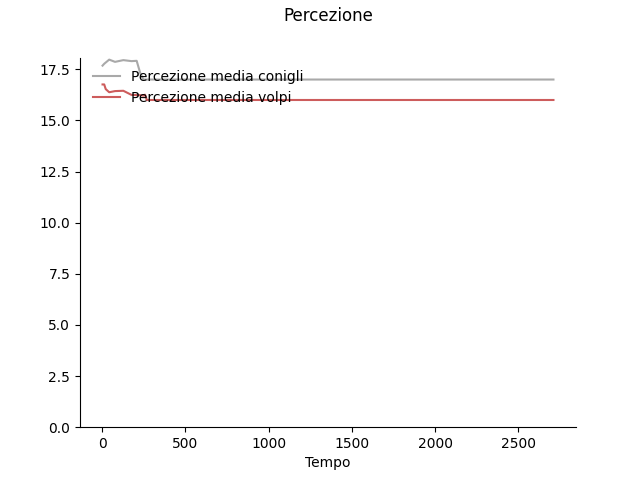 Percezione
17.5
Percezione media conigli
Percezione media volpi
15.0
12.5
10.0
7.5
5.0
2.5
0.0
0 500 1000 1500 2000 2500
Tempo